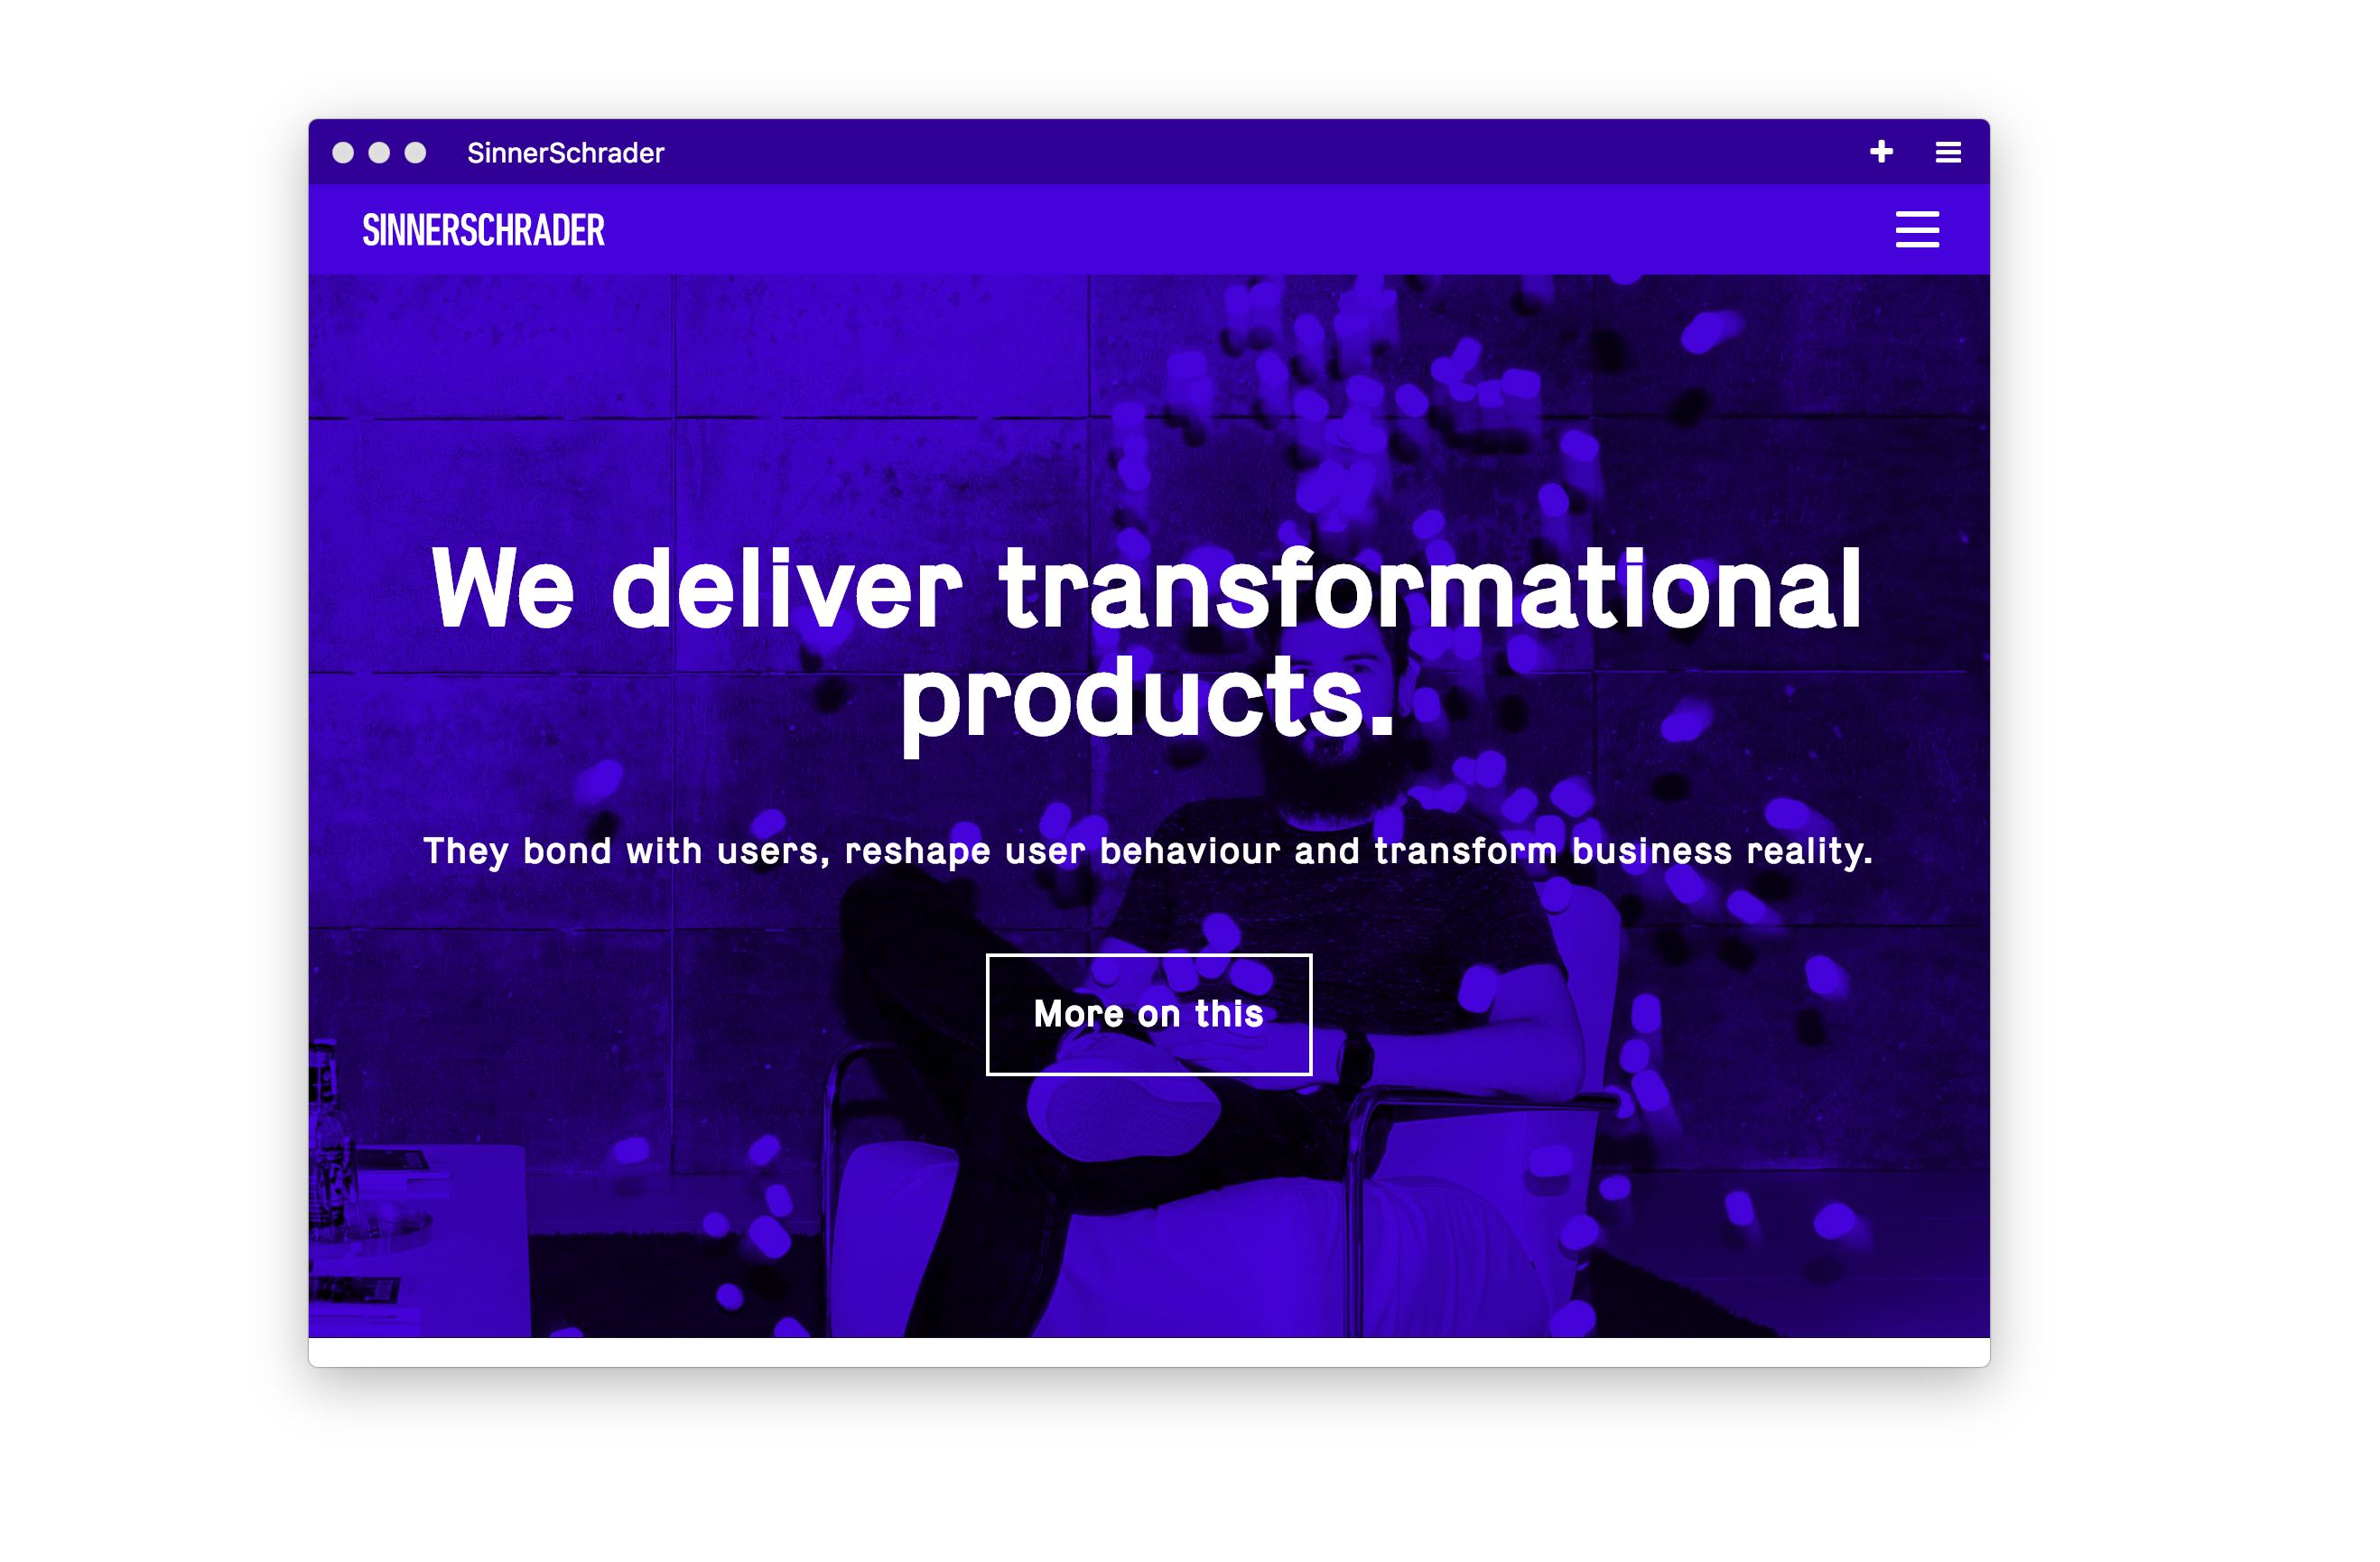 SinnerSchrader
SINNERSCHRADER
We deliver transformational
products.
They bond with users, reshape user behaviour and transform business reality.
More on this